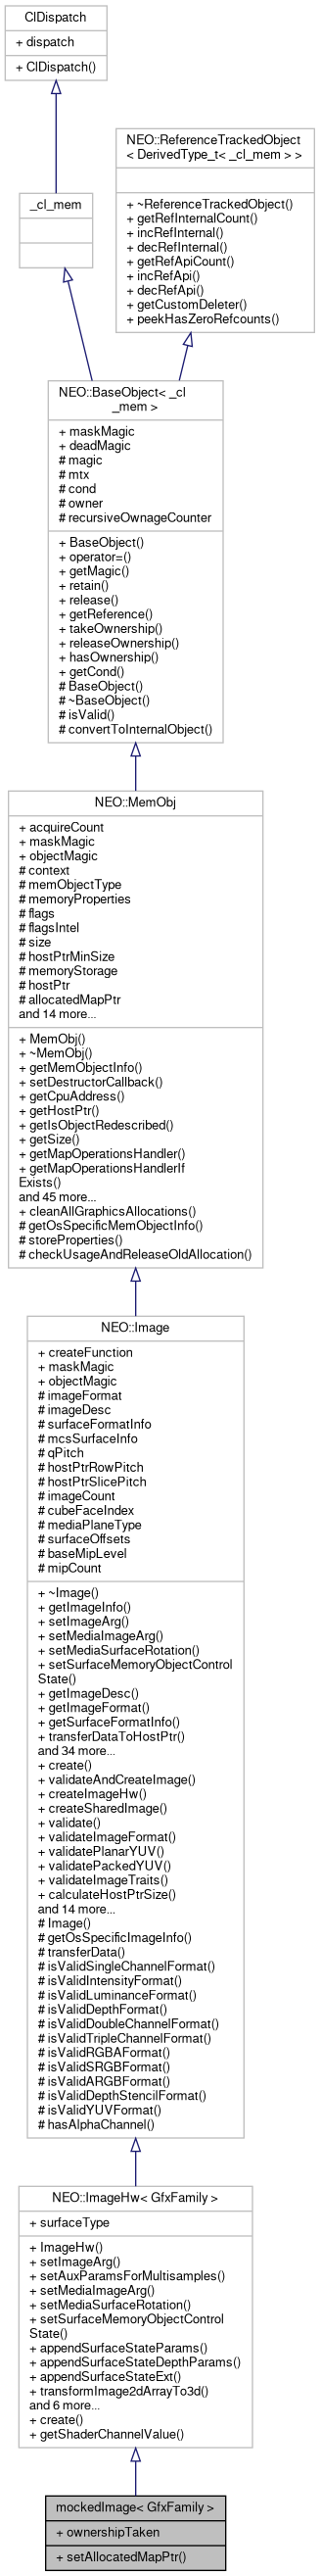 ClDispatch
+ dispatch
+ ClDispatch()
NEO::ReferenceTrackedObject
< DerivedType_t< _cl_mem > >
+ ~ReferenceTrackedObject()
+ getRefInternalCount()
+ incRefInternal()
+ decRefInternal()
+ getRefApiCount()
+ incRefApi()
+ decRefApi()
+ getCustomDeleter()
+ peekHasZeroRefcounts()
_cl_mem
NEO::BaseObject< _cl
_mem >
+ maskMagic
+ deadMagic
# magic
# mtx
# cond
# owner
# recursiveOwnageCounter
+ BaseObject()
+ operator=()
+ getMagic()
+ retain()
+ release()
+ getReference()
+ takeOwnership()
+ releaseOwnership()
+ hasOwnership()
+ getCond()
# BaseObject()
# ~BaseObject()
# isValid()
# convertToInternalObject()
NEO::MemObj
+ acquireCount
+ maskMagic
+ objectMagic
# context
# memObjectType
# memoryProperties
# flags
# flagsIntel
# size
# hostPtrMinSize
# memoryStorage
# hostPtr
# allocatedMapPtr
and 14 more...
+ MemObj()
+ ~MemObj()
+ getMemObjectInfo()
+ setDestructorCallback()
+ getCpuAddress()
+ getHostPtr()
+ getIsObjectRedescribed()
+ getSize()
+ getMapOperationsHandler()
+ getMapOperationsHandlerIf
Exists()
and 45 more...
+ cleanAllGraphicsAllocations()
# getOsSpecificMemObjectInfo()
# storeProperties()
# checkUsageAndReleaseOldAllocation()
NEO::Image
+ createFunction
+ maskMagic
+ objectMagic
# imageFormat
# imageDesc
# surfaceFormatInfo
# mcsSurfaceInfo
# qPitch
# hostPtrRowPitch
# hostPtrSlicePitch
# imageCount
# cubeFaceIndex
# mediaPlaneType
# surfaceOffsets
# baseMipLevel
# mipCount
+ ~Image()
+ getImageInfo()
+ setImageArg()
+ setMediaImageArg()
+ setMediaSurfaceRotation()
+ setSurfaceMemoryObjectControl
State()
+ getImageDesc()
+ getImageFormat()
+ getSurfaceFormatInfo()
+ transferDataToHostPtr()
and 34 more...
+ create()
+ validateAndCreateImage()
+ createImageHw()
+ createSharedImage()
+ validate()
+ validateImageFormat()
+ validatePlanarYUV()
+ validatePackedYUV()
+ validateImageTraits()
+ calculateHostPtrSize()
and 14 more...
# Image()
# getOsSpecificImageInfo()
# transferData()
# isValidSingleChannelFormat()
# isValidIntensityFormat()
# isValidLuminanceFormat()
# isValidDepthFormat()
# isValidDoubleChannelFormat()
# isValidTripleChannelFormat()
# isValidRGBAFormat()
# isValidSRGBFormat()
# isValidARGBFormat()
# isValidDepthStencilFormat()
# isValidYUVFormat()
# hasAlphaChannel()
NEO::ImageHw< GfxFamily >
+ surfaceType
+ ImageHw()
+ setImageArg()
+ setAuxParamsForMultisamples()
+ setMediaImageArg()
+ setMediaSurfaceRotation()
+ setSurfaceMemoryObjectControl
State()
+ appendSurfaceStateParams()
+ appendSurfaceStateDepthParams()
+ appendSurfaceStateExt()
+ transformImage2dArrayTo3d()
and 6 more...
+ create()
+ getShaderChannelValue()
mockedImage< GfxFamily >
+ ownershipTaken
+ setAllocatedMapPtr()